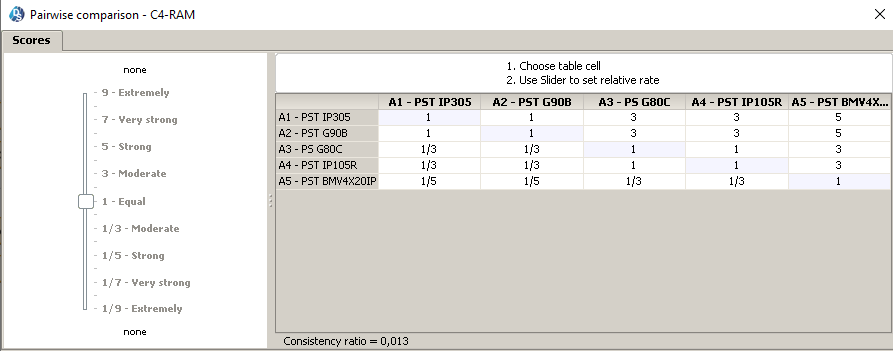 Pairwise comparison - C4-RAM
Scores
none
9 - Extremely
7 - Very strong
5 - Strong
3 - Moderate
1 - Equal
1/3 - Moderate
1/5 - Strong
1/7 - Very strong
1/9 - Extremely
none
1. Choose table cell
2. Use Slider to set relative rate
A1 - PST IP305 A2 - PST G90B A3 - PS G80C A4 - PST IP105R A5 - PST BMV4X...
A1 - PST IP305 1 1 3 3 5
A2 - PST G90B 1 1 3 3 5
A3 - PS G80C 1/3 1/3 1 1 3
A4 - PST IP105R 1/3 1/3 1 1 3
A5 - PST BMV4X20IP 1/5 1/5 1/3 1/3 1
Consistency ratio = 0,013